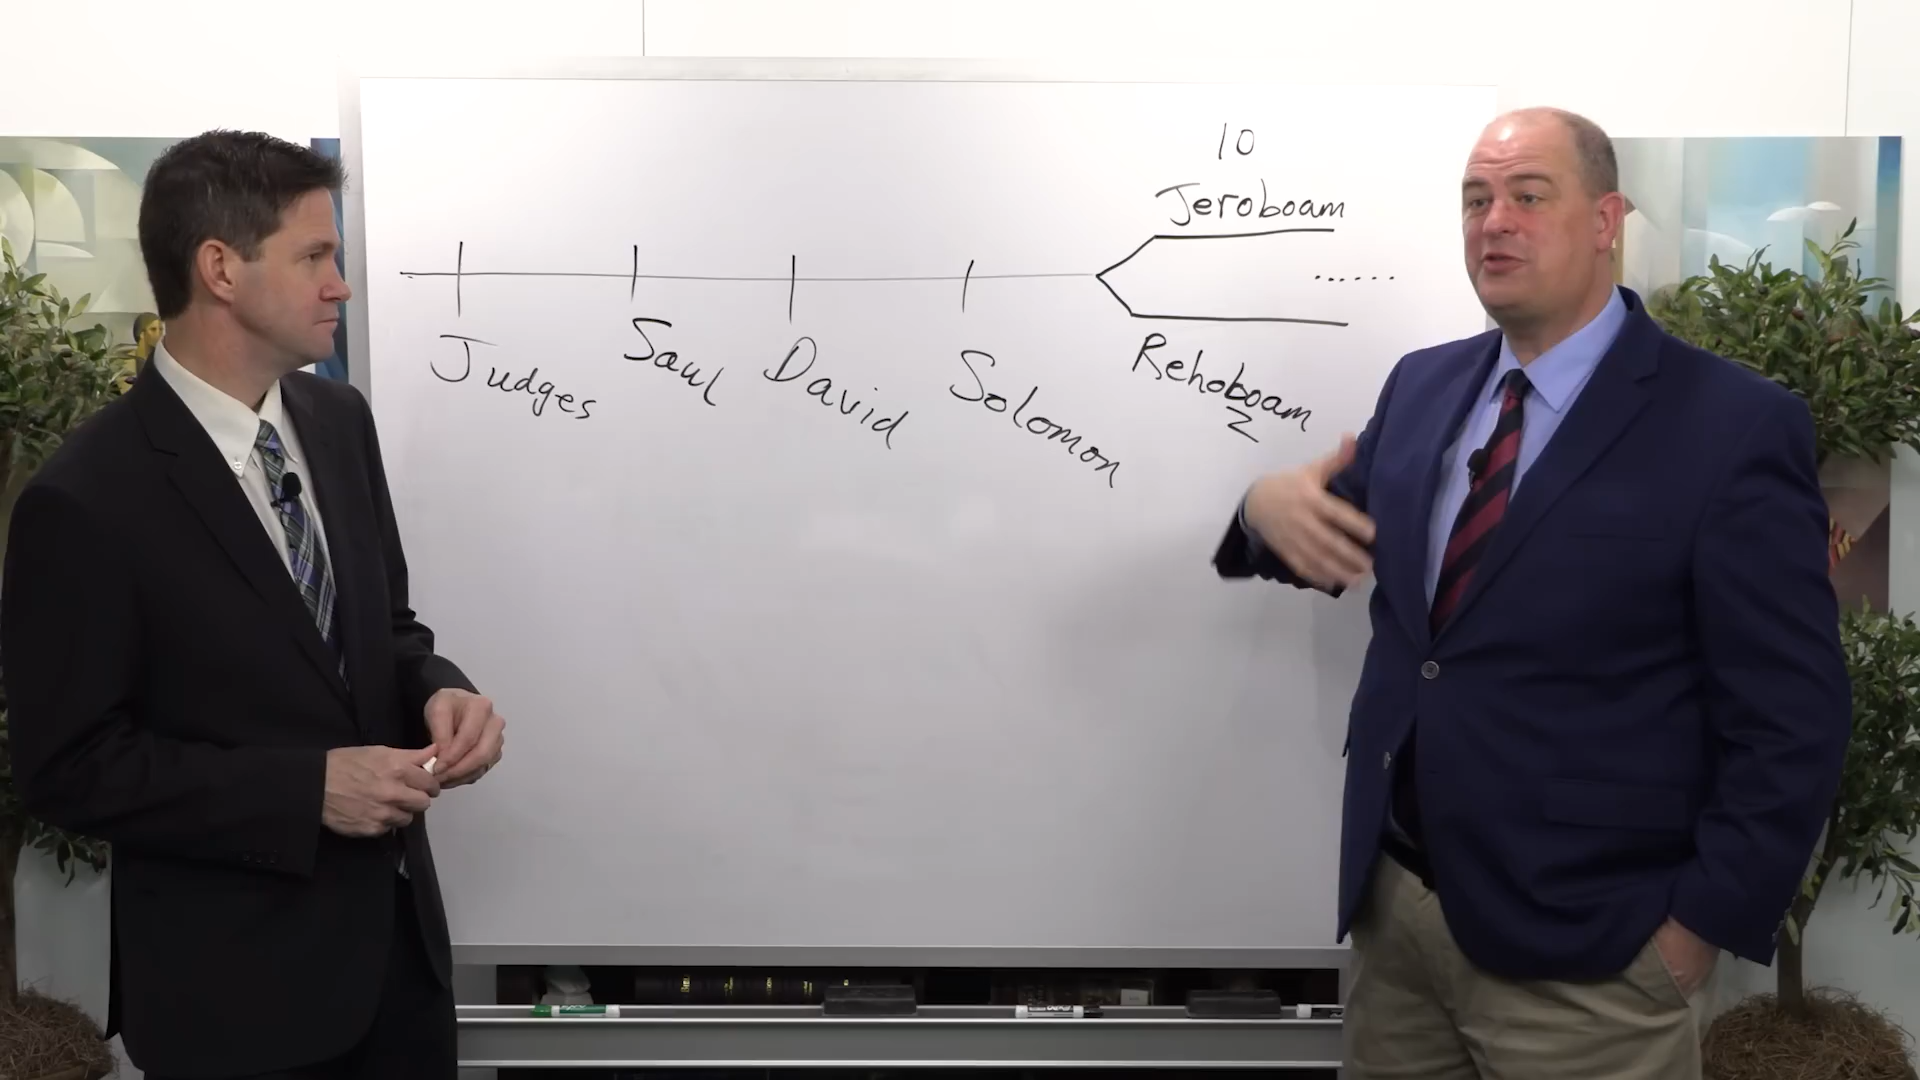 10
Jeroboam
......
Judges
Saul
David
Solomon
Rehoboam
2